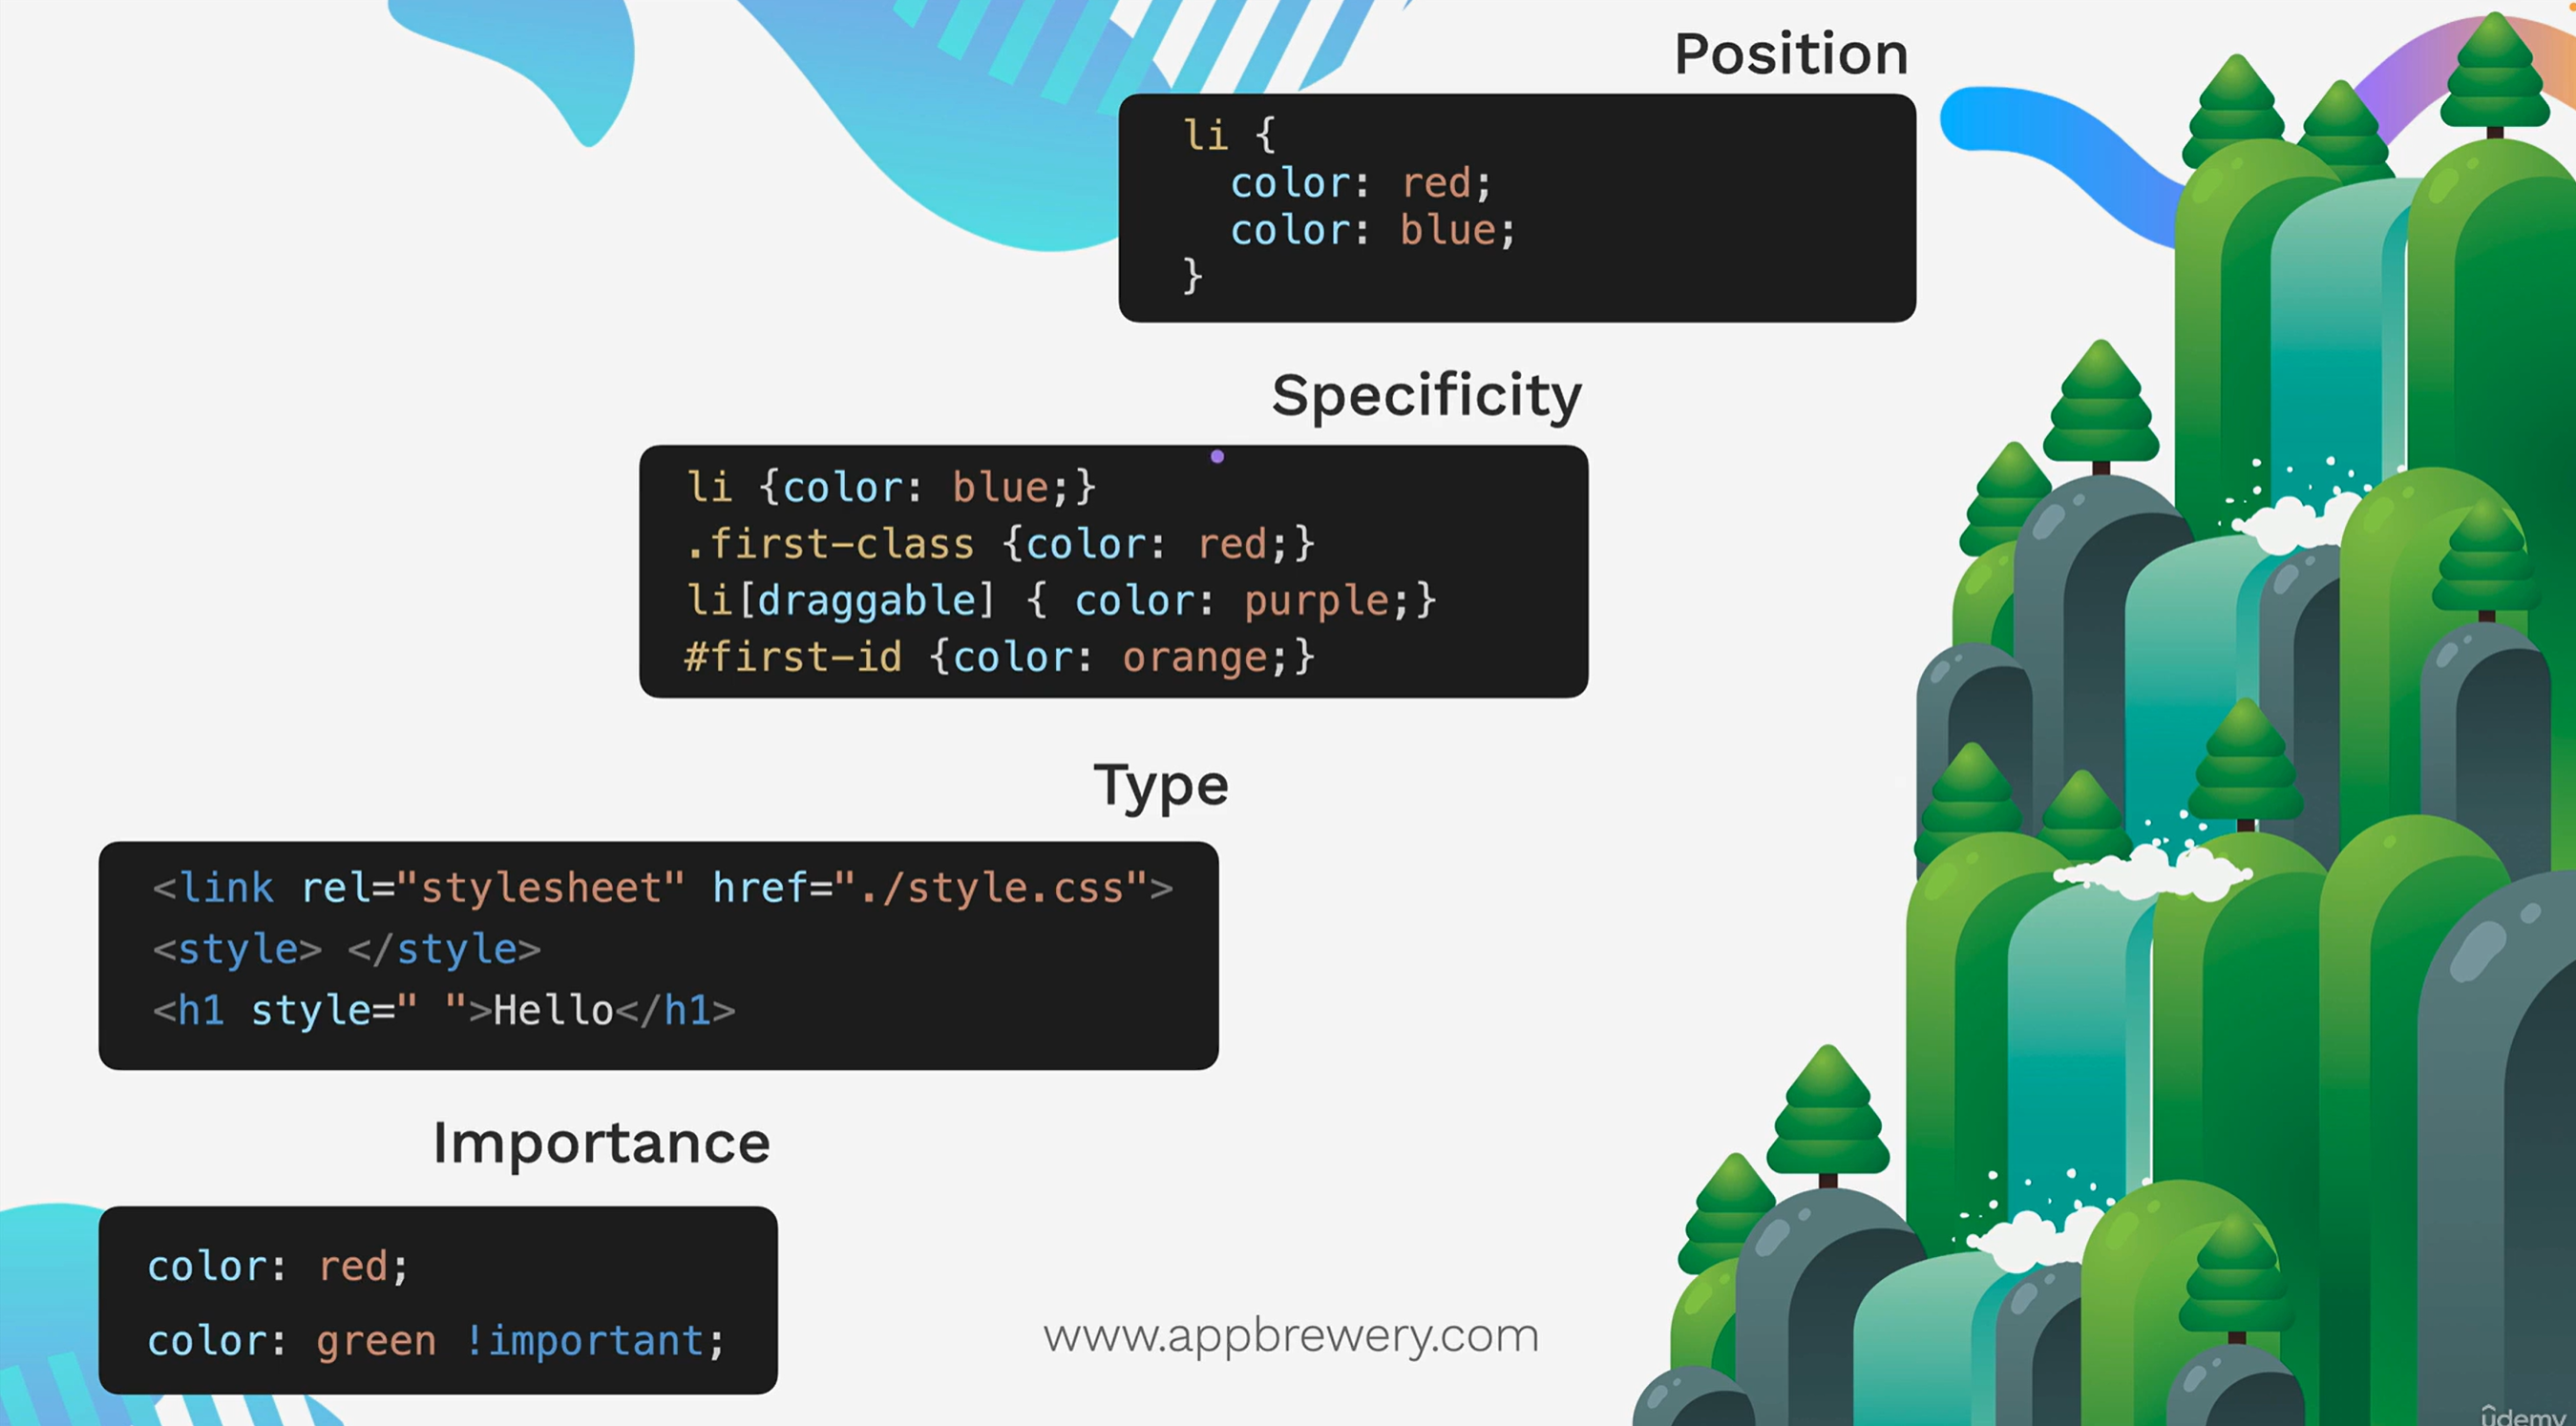 Position
li {
  color: red;
  color: blue;
}
Specificity
li {color: blue;}
.first-class {color: red;}
li[draggable] { color: purple;}
#first-id {color: orange;}
Type
<link rel="stylesheet" href="./style.css">
<style> </style>
<h1 style=" ">Hello</h1>
Importance
color: red;
color: green !important;
www.appbrewery.com
ûdemy